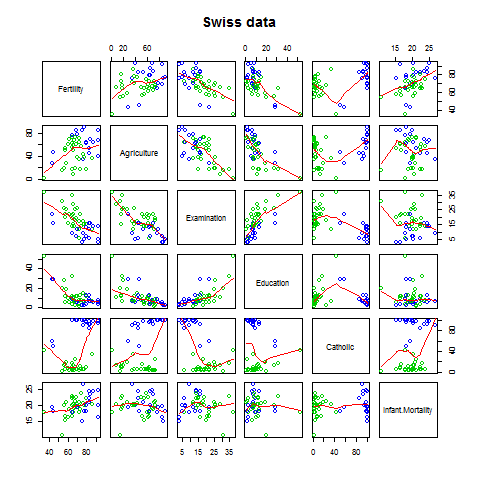 Swiss data
0 20 60
0 20 40
15 20 25
Fertility
40 60 80
0 40 80
Agriculture
Examination
5 15 25 35
0 20 40
Education
Catholic
0 40 80
15 20 25
Infant.Mortality
40 60 80
5 15 25 35
0 40 80